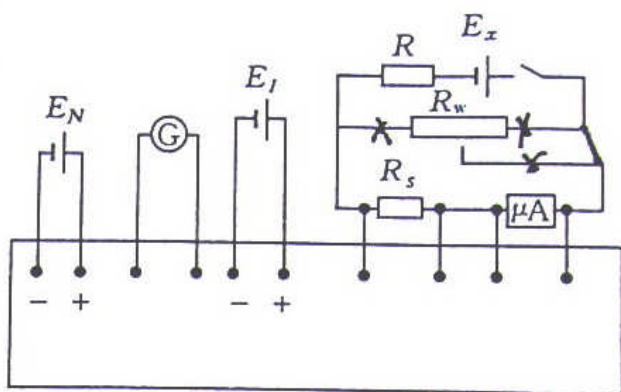 E_x
R
E_N
G
E_I
R_w
R_s
μA
− + − +